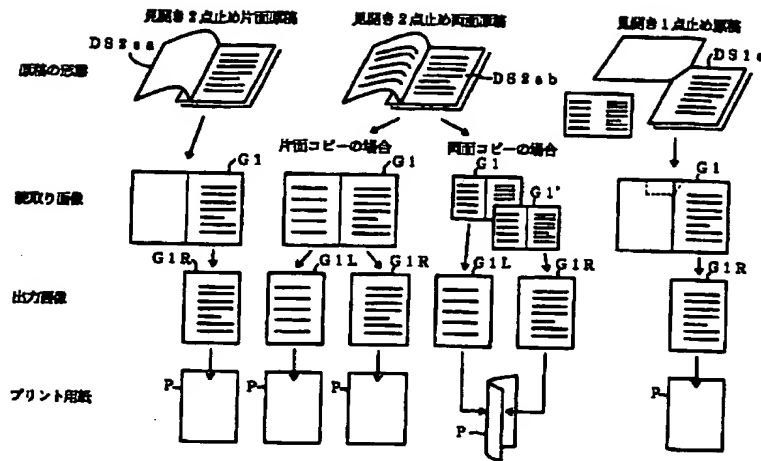 見開き2点止め片面原稿
見開き2点止め両面原稿
見開き1点止め原稿
DS2aa
DS2ab
DS1a
原稿の形態
片面コピーの場合
両面コピーの場合
G1
G1
G1
G1'
G1
読取り画像
G1R
G1L
G1R
G1L
G1R
G1R
出力画像
P
P
P
P
P
プリント用紙